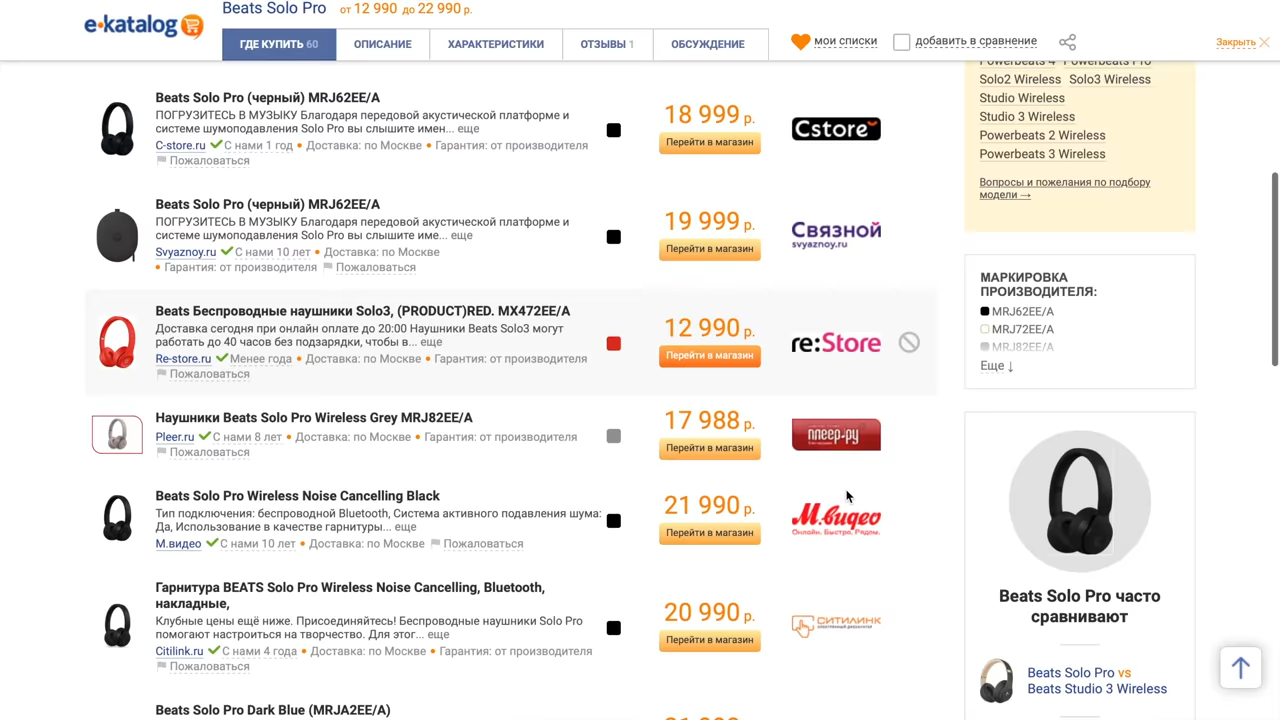 e·katalog
Beats Solo Pro от 12 990 до 22 990 р.
ГДЕ КУПИТЬ 60
ОПИСАНИЕ
ХАРАКТЕРИСТИКИ
ОТЗЫВЫ 1
ОБСУЖДЕНИЕ
мои списки
добавить в сравнение
Закрыть
Beats Solo Pro (черный) MRJ62EE/A
ПОГРУЗИТЕСЬ В МУЗЫКУ Благодаря передовой акустической платформе и
системе шумоподавления Solo Pro вы слышите имен... еще
C-store.ru С нами 1 год • Доставка: по Москве • Гарантия: от производителя
Пожаловаться
18 999 р.
Перейти в магазин
Cstore
Beats Solo Pro (черный) MRJ62EE/A
ПОГРУЗИТЕСЬ В МУЗЫКУ Благодаря передовой акустической платформе и
системе шумоподавления Solo Pro вы слышите име... еще
Svyaznoy.ru С нами 10 лет • Доставка: по Москве
• Гарантия: от производителя Пожаловаться
19 999 р.
Перейти в магазин
Связной
svyaznoy.ru
Beats Беспроводные наушники Solo3, (PRODUCT)RED. MX472EE/A
Доставка сегодня при онлайн оплате до 20:00 Наушники Beats Solo3 могут
работать до 40 часов без подзарядки, чтобы в... еще
Re-store.ru Менее года • Доставка: по Москве • Гарантия: от производителя
Пожаловаться
12 990 р.
Перейти в магазин
re:Store
Наушники Beats Solo Pro Wireless Grey MRJ82EE/A
Pleer.ru С нами 8 лет • Доставка: по Москве • Гарантия: от производителя
Пожаловаться
17 988 р.
Перейти в магазин
плеер·ру
Beats Solo Pro Wireless Noise Cancelling Black
Тип подключения: беспроводной Bluetooth, Система активного подавления шума:
Да, Использование в качестве гарнитуры... еще
М.видео С нами 10 лет • Доставка: по Москве Пожаловаться
21 990 р.
Перейти в магазин
М.видео
Онлайн. Быстро. Рядом.
Гарнитура BEATS Solo Pro Wireless Noise Cancelling, Bluetooth,
накладные,
Клубные цены ещё ниже. Присоединяйтесь! Беспроводные наушники Solo Pro
помогают настроиться на творчество. Для этог... еще
Citilink.ru С нами 4 года • Доставка: по Москве • Гарантия: от производителя
Пожаловаться
20 990 р.
Перейти в магазин
СИТИЛИНК
ЭЛЕКТРОННЫЙ ДИСКАУНТЕР
Beats Solo Pro Dark Blue (MRJA2EE/A)
Powerbeats 4 Powerbeats Pro
Solo2 Wireless Solo3 Wireless
Studio Wireless
Studio 3 Wireless
Powerbeats 2 Wireless
Powerbeats 3 Wireless
Вопросы и пожелания по подбору
модели →
МАРКИРОВКА
ПРОИЗВОДИТЕЛЯ:
MRJ62EE/A
MRJ72EE/A
MRJ82EE/A
Еще ↓
Beats Solo Pro часто
сравнивают
Beats Solo Pro vs
Beats Studio 3 Wireless